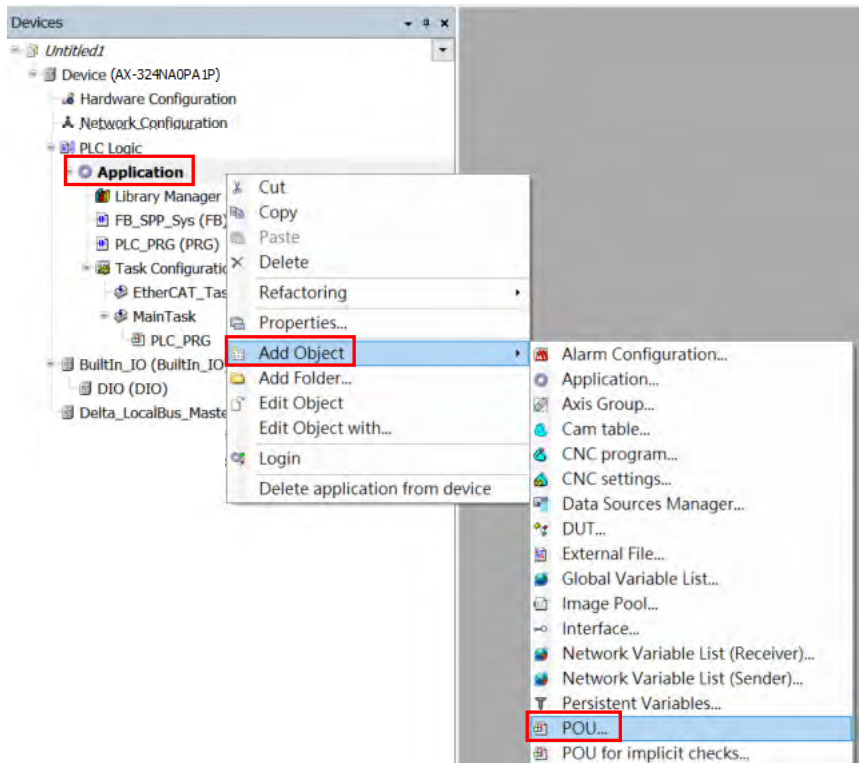 Devices
Untitled1
Device (AX-324NA0PA1P)
Hardware Configuration
Network Configuration
PLC Logic
Application
Library Manager
FB_SPP_Sys (FB)
PLC_PRG (PRG)
Task Configuratio
EtherCAT_Tas
MainTask
PLC_PRG
BuiltIn_IO (BuiltIn_IO
DIO (DIO)
Delta_LocalBus_Maste
Cut
Copy
Paste
Delete
Refactoring
Properties...
Add Object
Add Folder...
Edit Object
Edit Object with...
Login
Delete application from device
Alarm Configuration...
Application...
Axis Group...
Cam table...
CNC program...
CNC settings...
Data Sources Manager...
DUT...
External File...
Global Variable List...
Image Pool...
Interface...
Network Variable List (Receiver)...
Network Variable List (Sender)...
Persistent Variables...
POU...
POU for implicit checks...